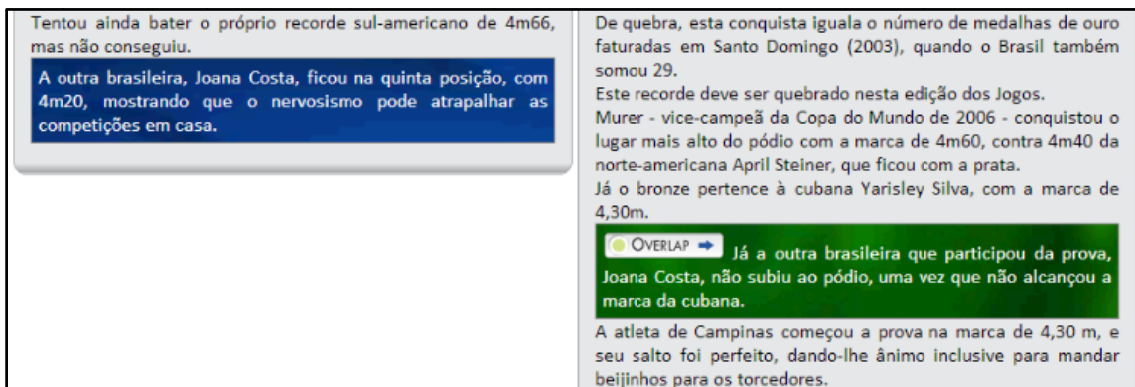 Tentou ainda bater o próprio recorde sul-americano de 4m66,
mas não conseguiu.
A outra brasileira, Joana Costa, ficou na quinta posição, com
4m20, mostrando que o nervosismo pode atrapalhar as
competições em casa.
De quebra, esta conquista iguala o número de medalhas de ouro
faturadas em Santo Domingo (2003), quando o Brasil também
somou 29.
Este recorde deve ser quebrado nesta edição dos Jogos.
Murer - vice-campeã da Copa do Mundo de 2006 - conquistou o
lugar mais alto do pódio com a marca de 4m60, contra 4m40 da
norte-americana April Steiner, que ficou com a prata.
Já o bronze pertence à cubana Yarisley Silva, com a marca de
4,30m.
OVERLAP Já a outra brasileira que participou da prova,
Joana Costa, não subiu ao pódio, uma vez que não alcançou a
marca da cubana.
A atleta de Campinas começou a prova na marca de 4,30 m, e
seu salto foi perfeito, dando-lhe ânimo inclusive para mandar
beijinhos para os torcedores.